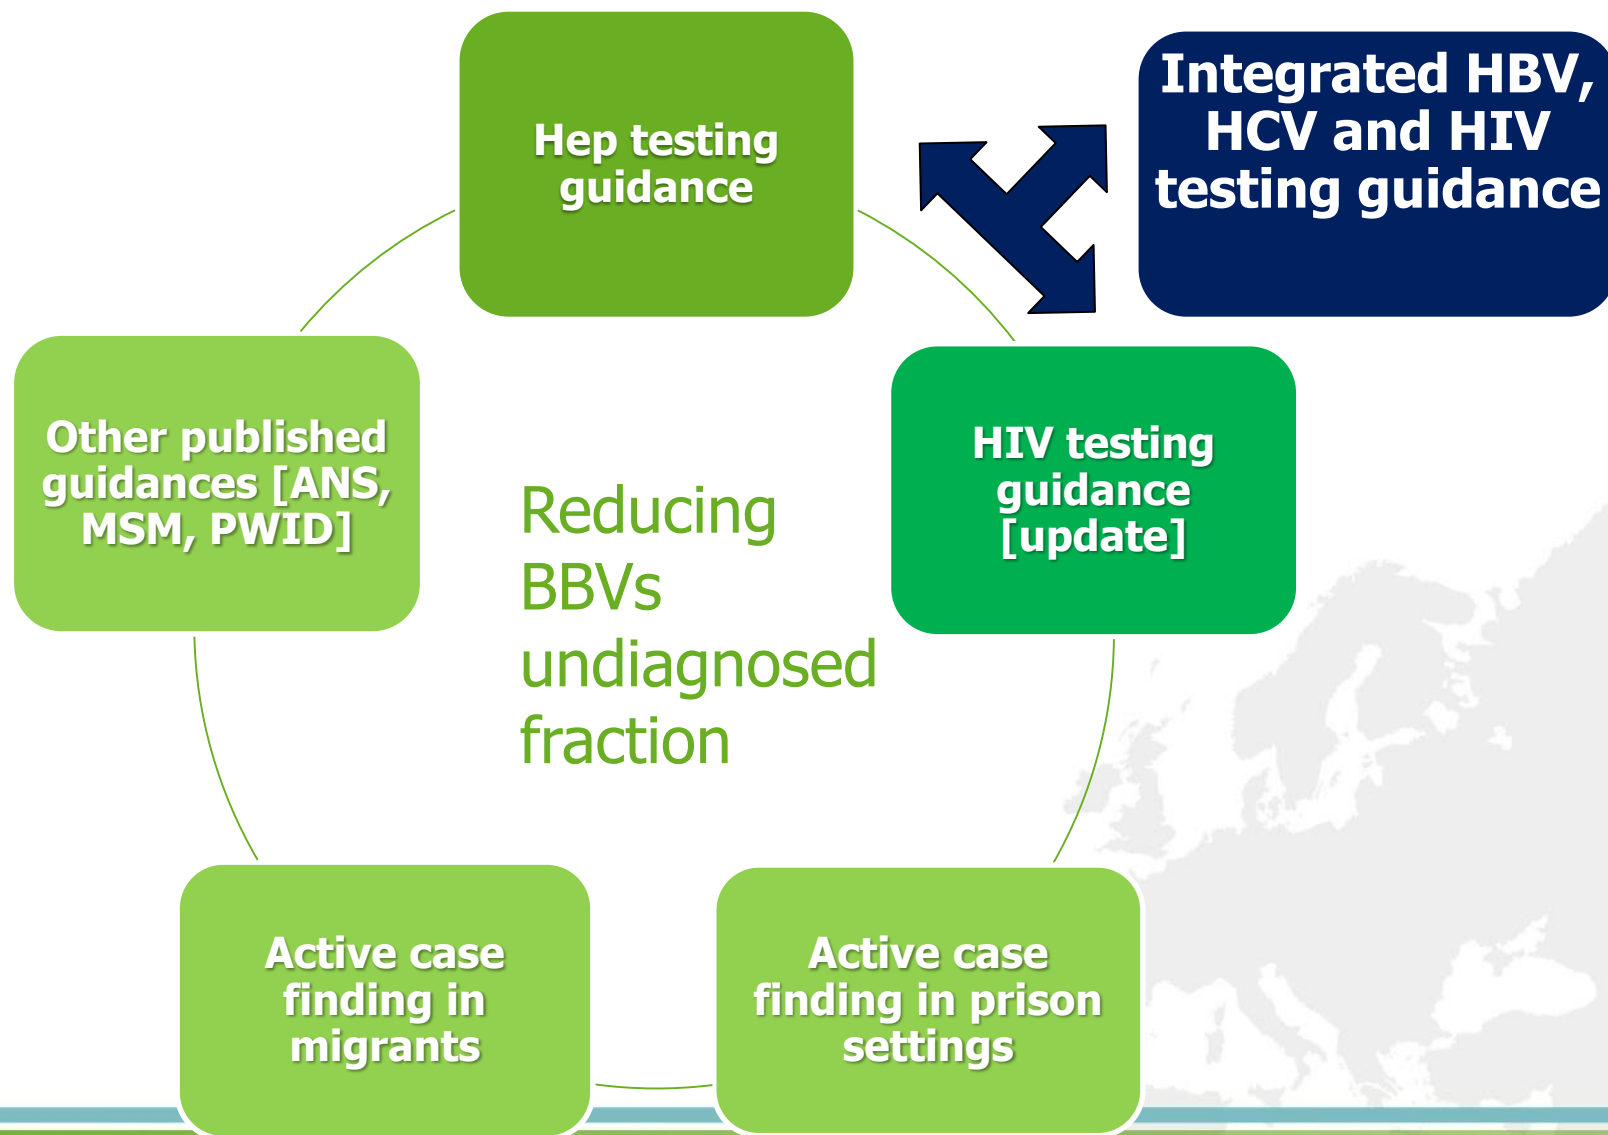 Hep testing
guidance
Integrated HBV,
HCV and HIV
testing guidance
Other published
guidances [ANS,
MSM, PWID]
HIV testing
guidance
[update]
Reducing
BBVs
undiagnosed
fraction
Active case
finding in
migrants
Active case
finding in prison
settings